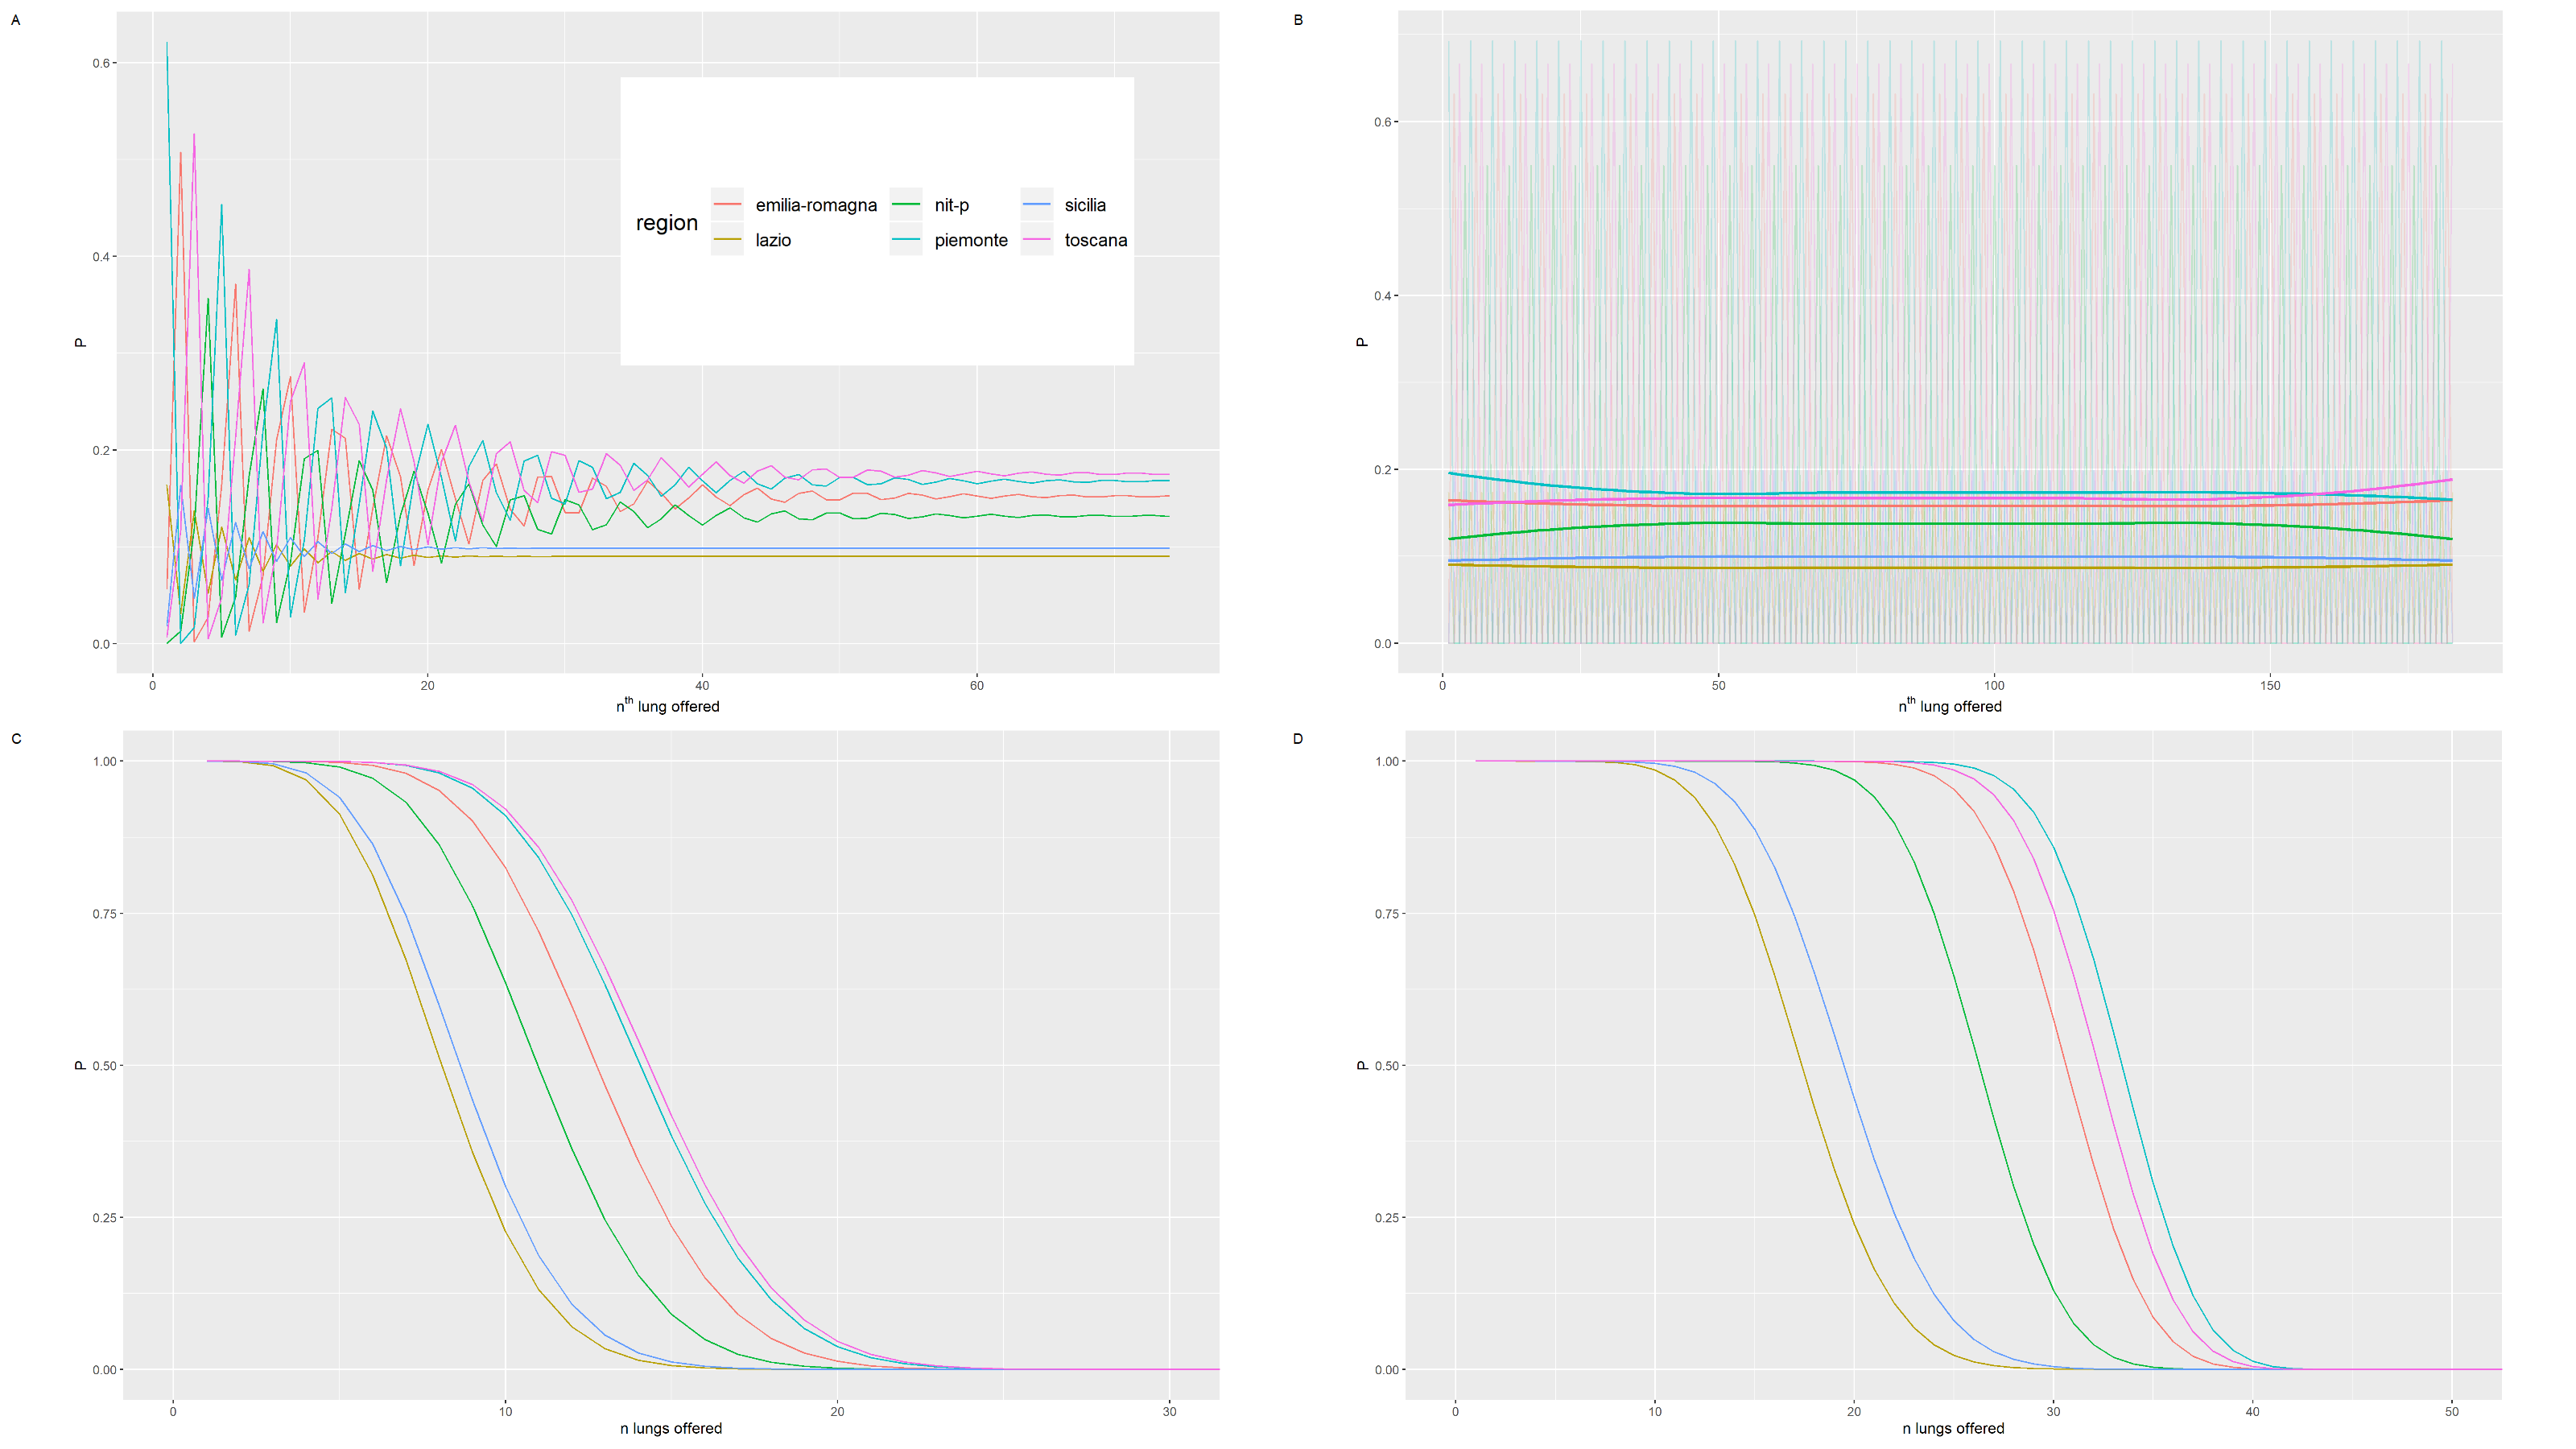 A
0.6
0.4
0.2
0.0
P
0 20 40 60
nth lung offered
region
emilia-romagna nit-p sicilia
lazio piemonte toscana
B
0.6
0.4
0.2
0.0
P
0 50 100 150
nth lung offered
C
1.00
0.75
0.50
0.25
0.00
P
0 10 20 30
n lungs offered
D
1.00
0.75
0.50
0.25
0.00
P
0 10 20 30 40 50
n lungs offered